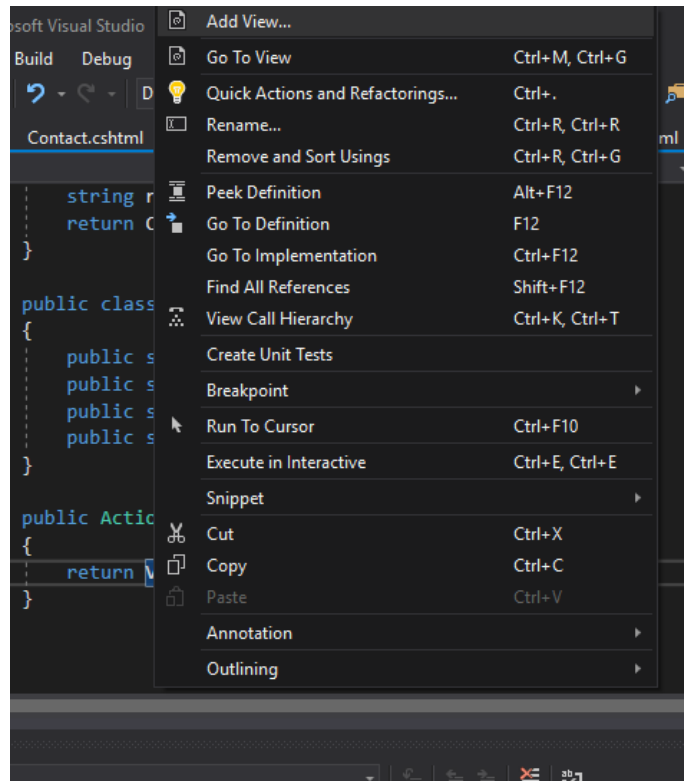 osoft Visual Studio
Build Debug
D
Contact.cshtml
ml
string r
return C
}
public class
{
public s
public s
public s
public s
}
public Actio
{
return V
}
Add View...
Go To View Ctrl+M, Ctrl+G
Quick Actions and Refactorings... Ctrl+.
Rename... Ctrl+R, Ctrl+R
Remove and Sort Usings Ctrl+R, Ctrl+G
Peek Definition Alt+F12
Go To Definition F12
Go To Implementation Ctrl+F12
Find All References Shift+F12
View Call Hierarchy Ctrl+K, Ctrl+T
Create Unit Tests
Breakpoint
Run To Cursor Ctrl+F10
Execute in Interactive Ctrl+E, Ctrl+E
Snippet
Cut Ctrl+X
Copy Ctrl+C
Paste Ctrl+V
Annotation
Outlining